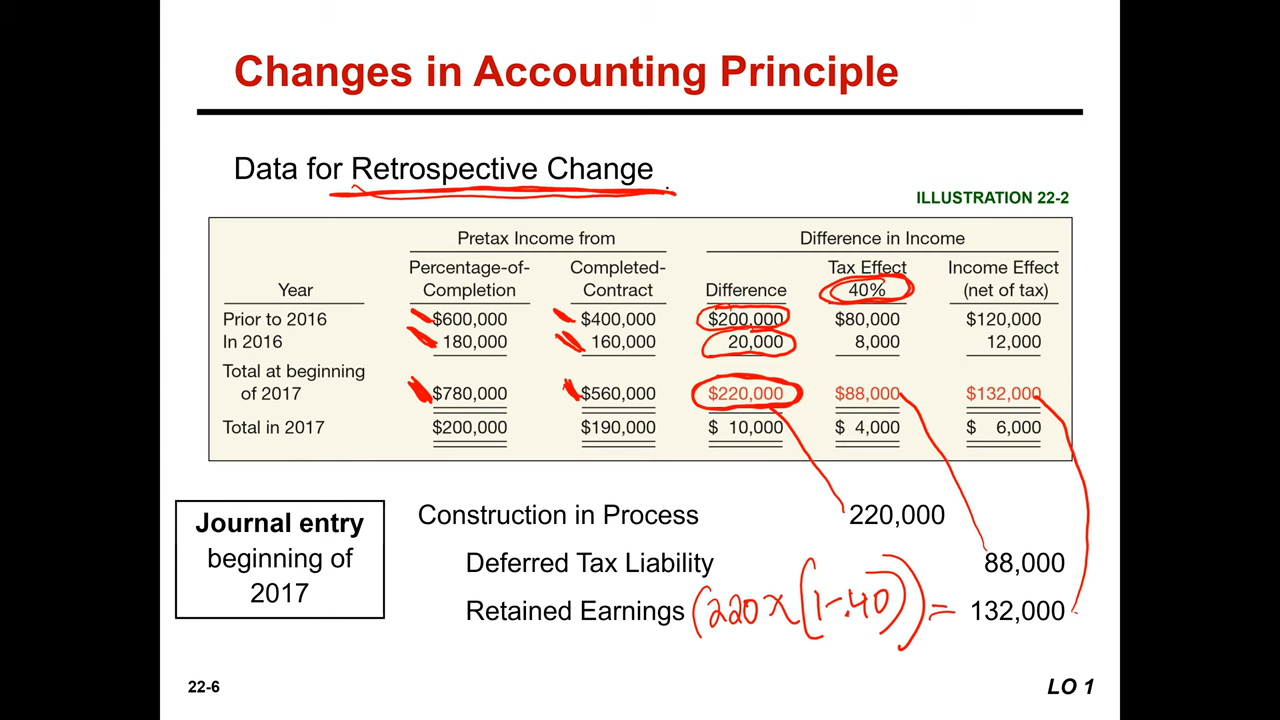 Changes in Accounting Principle
Data for Retrospective Change
ILLUSTRATION 22-2
Pretax Income from Difference in Income
Percentage-of- Completed- Tax Effect Income Effect
Year Completion Contract Difference 40% (net of tax)
Prior to 2016 $600,000 $400,000 $200,000 $80,000 $120,000
In 2016 180,000 160,000 20,000 8,000 12,000
Total at beginning
of 2017 $780,000 $560,000 $220,000 $88,000 $132,000
Total in 2017 $200,000 $190,000 $ 10,000 $ 4,000 $ 6,000
Journal entry
beginning of
2017
Construction in Process 220,000
Deferred Tax Liability 88,000
Retained Earnings (220 x (1-.40)) = 132,000
22-6
LO 1